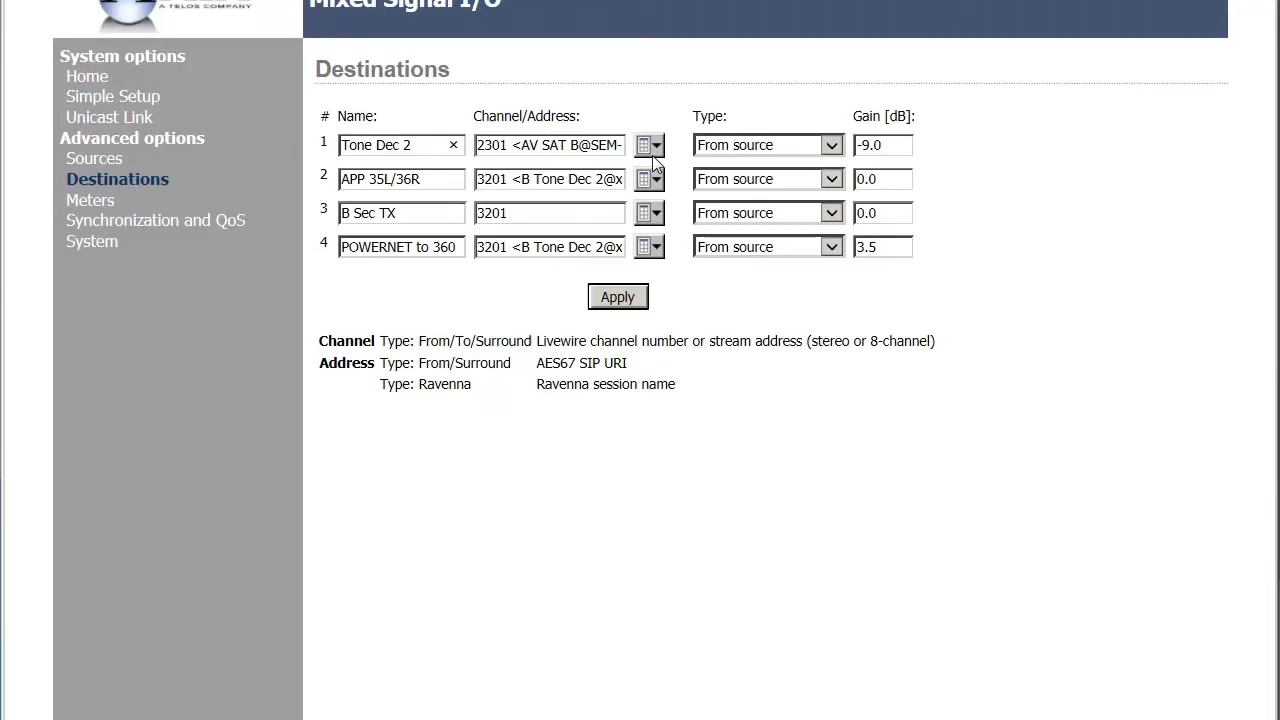 A TELOS COMPANY
Mixed Signal I/O
System options
Home
Simple Setup
Unicast Link
Advanced options
Sources
Destinations
Meters
Synchronization and QoS
System
Destinations
# Name: Channel/Address: Type: Gain [dB]:
1 Tone Dec 2 × 2301 <AV SAT B@SEM- From source -9.0
2 APP 35L/36R 3201 <B Tone Dec 2@x From source 0.0
3 B Sec TX 3201 From source 0.0
4 POWERNET to 360 3201 <B Tone Dec 2@x From source 3.5
Apply
Channel Type: From/To/Surround Livewire channel number or stream address (stereo or 8-channel)
Address Type: From/Surround AES67 SIP URI
Type: Ravenna Ravenna session name